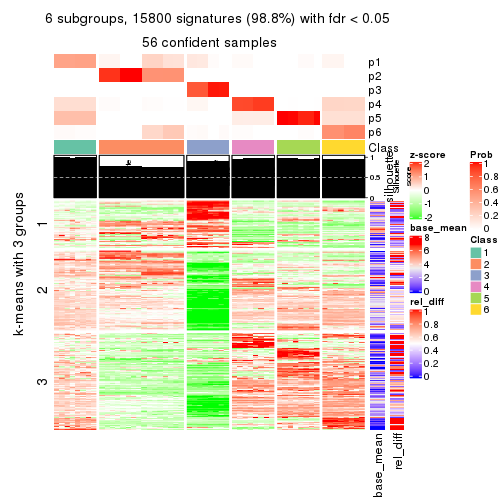 6 subgroups, 15800 signatures (98.8%) with fdr < 0.05
56 confident samples
p1
p2
p3
p4
p5
p6
Class
1
0.5
0
silhouette
Silhouette
score
k-means with 3 groups
1
2
3
base_mean
rel_diff
z-score
2
1
0
-1
-2
base_mean
8
6
4
2
0
rel_diff
1
0.8
0.6
0.4
0.2
0
Prob
1
0.8
0.6
0.4
0.2
0
Class
1
2
3
4
5
6